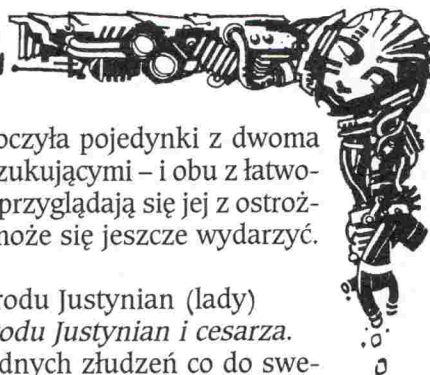 oczyła pojedynki z dwoma
zukującymi – i obu z łatwo-
przyglądają się jej z ostroż-
może się jeszcze wydarzyć.
rodu Justynian (lady)
odu Justynian i cesarza.
dnych złudzeń co do swe-